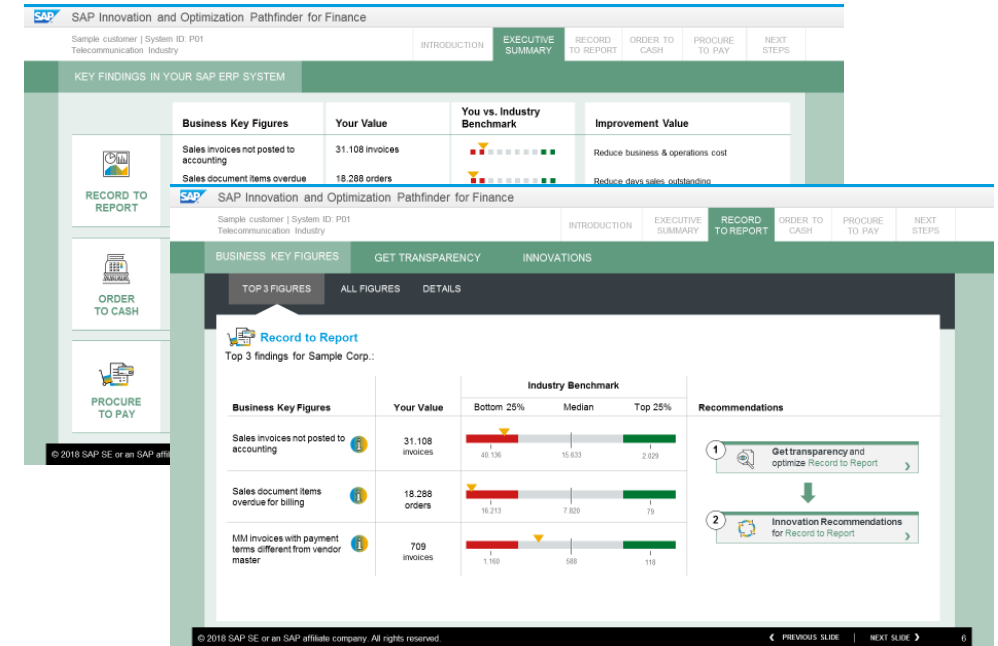 SAP SAP Innovation and Optimization Pathfinder for Finance
Sample customer | System ID: P01
Telecommunication Industry
INTRODUCTION
EXECUTIVE
SUMMARY
RECORD
TO REPORT
ORDER TO
CASH
PROCURE
TO PAY
NEXT
STEPS
KEY FINDINGS IN YOUR SAP ERP SYSTEM
Business Key Figures
Your Value
You vs. Industry
Benchmark
Improvement Value
Sales invoices not posted to
accounting
31.108 invoices
Reduce business & operations cost
Sales document items overdue
18.288 orders
Reduce days sales outstanding
RECORD TO
REPORT
ORDER
TO CASH
PROCURE
TO PAY
© 2018 SAP SE or an SAP affili
SAP SAP Innovation and Optimization Pathfinder for Finance
Sample customer | System ID: P01
Telecommunication Industry
INTRODUCTION
EXECUTIVE
SUMMARY
RECORD
TO REPORT
ORDER TO
CASH
PROCURE
TO PAY
NEXT
STEPS
BUSINESS KEY FIGURES
GET TRANSPARENCY
INNOVATIONS
TOP 3 FIGURES
ALL FIGURES
DETAILS
Record to Report
Top 3 findings for Sample Corp.:
Industry Benchmark
Business Key Figures
Your Value
Bottom 25%
Median
Top 25%
Recommendations
Sales invoices not posted to
accounting
31.108
invoices
40.136
15.633
2.029
Sales document items
overdue for billing
18.288
orders
16.213
7.820
79
MM invoices with payment
terms different from vendor
master
709
invoices
1.160
588
118
1
Get transparency and
optimize Record to Report
2
Innovation Recommendations
for Record to Report
© 2018 SAP SE or an SAP affiliate company. All rights reserved.
❮ PREVIOUS SLIDE | NEXT SLIDE ❯ 6